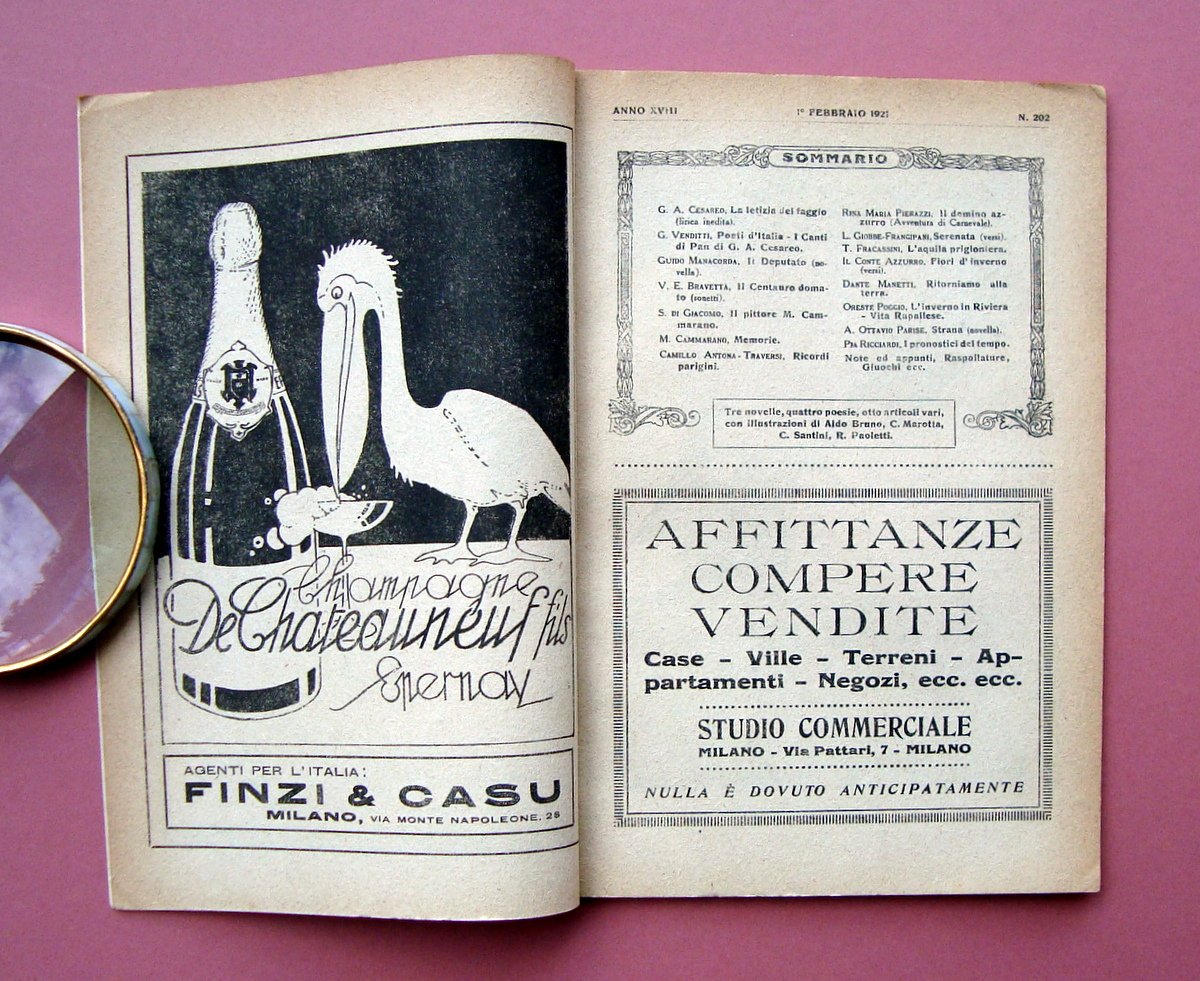 Champagne
De Chateauneuf fils
Epernay
AGENTI PER L'ITALIA:
FINZI & CASU
MILANO, VIA MONTE NAPOLEONE, 28
ANNO XVIII
1º FEBBRAIO 1921
N. 202
SOMMARIO
G. A. CESAREO, La letizia del faggio
(lirica inedita).
G. VENDITTI, Poeti d'Italia - I Canti
di Pan di G. A. Cesareo.
GUIDO MANACORDA, Il Deputato (no-
vella).
V. E. BRAVETTA, Il Centauro doma-
to (sonetti).
S. DI GIACOMO, Il pittore M. Cam-
marano.
M. CAMMARANO, Memorie.
CAMILLO ANTONA-TRAVERSI, Ricordi
parigini.
RINA MARIA PIERAZZI, Il domino az-
zurro (Avventura di Carnevale).
L. GIOBBE-FRANGIPANI, Serenata (versi).
T. FRACASSINI, L'aquila prigioniera.
IL CONTE AZZURRO, Fiori d'inverno
(versi).
DANTE MANETTI, Ritorniamo alla
terra.
ORESTE POGGIO, L'inverno in Riviera
- Vita Rapallese.
A. OTTAVIO PARISE, Strana (novella).
PIA RICCIARDI, I pronostici del tempo.
Note ed appunti, Raspollature,
Giuochi ecc.
Tre novelle, quattro poesie, otto articoli vari,
con illustrazioni di Aldo Bruno, C. Marotta,
C. Santini, R. Paoletti.
AFFITTANZE
COMPERE
VENDITE
Case - Ville - Terreni - Ap-
partamenti - Negozi, ecc. ecc.
STUDIO COMMERCIALE
MILANO - Via Pattari, 7 - MILANO
NULLA È DOVUTO ANTICIPATAMENTE